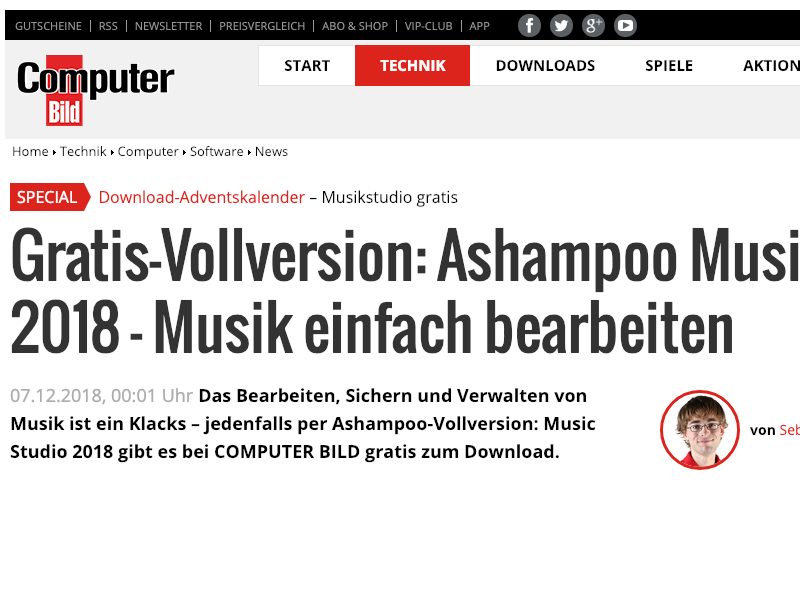 GUTSCHEINE | RSS | NEWSLETTER | PREISVERGLEICH | ABO & SHOP | VIP-CLUB | APP
START TECHNIK DOWNLOADS SPIELE AKTION
Computer
Bild
Home Technik Computer Software News
SPECIAL Download-Adventskalender – Musikstudio gratis
Gratis-Vollversion: Ashampoo Musi
2018 - Musik einfach bearbeiten
07.12.2018, 00:01 Uhr Das Bearbeiten, Sichern und Verwalten von
Musik ist ein Klacks – jedenfalls per Ashampoo-Vollversion: Music
Studio 2018 gibt es bei COMPUTER BILD gratis zum Download.
von Seb